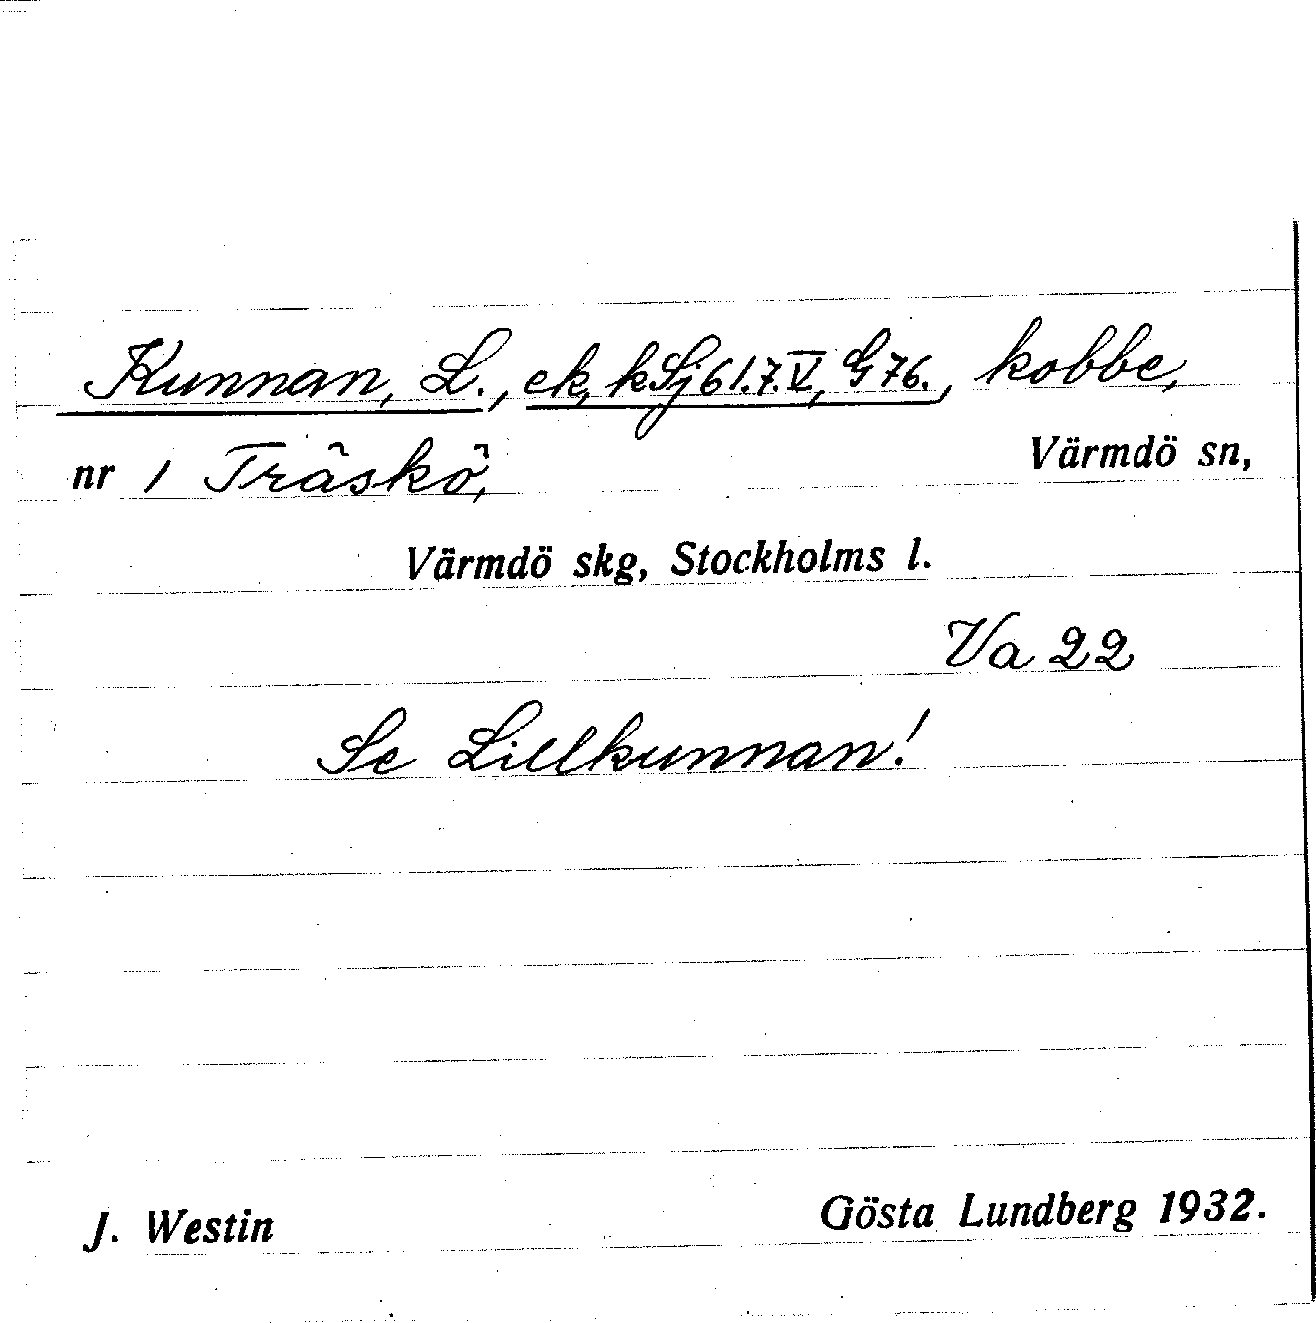 Kunnan, L., ek, k Sj 61.7.V, G 76., kobbe,
nr 1 Träskö, Värmdö sn,
Värmdö skg, Stockholms l.
Va 22
Se Lillkunnan!
J. Westin Gösta Lundberg 1932.